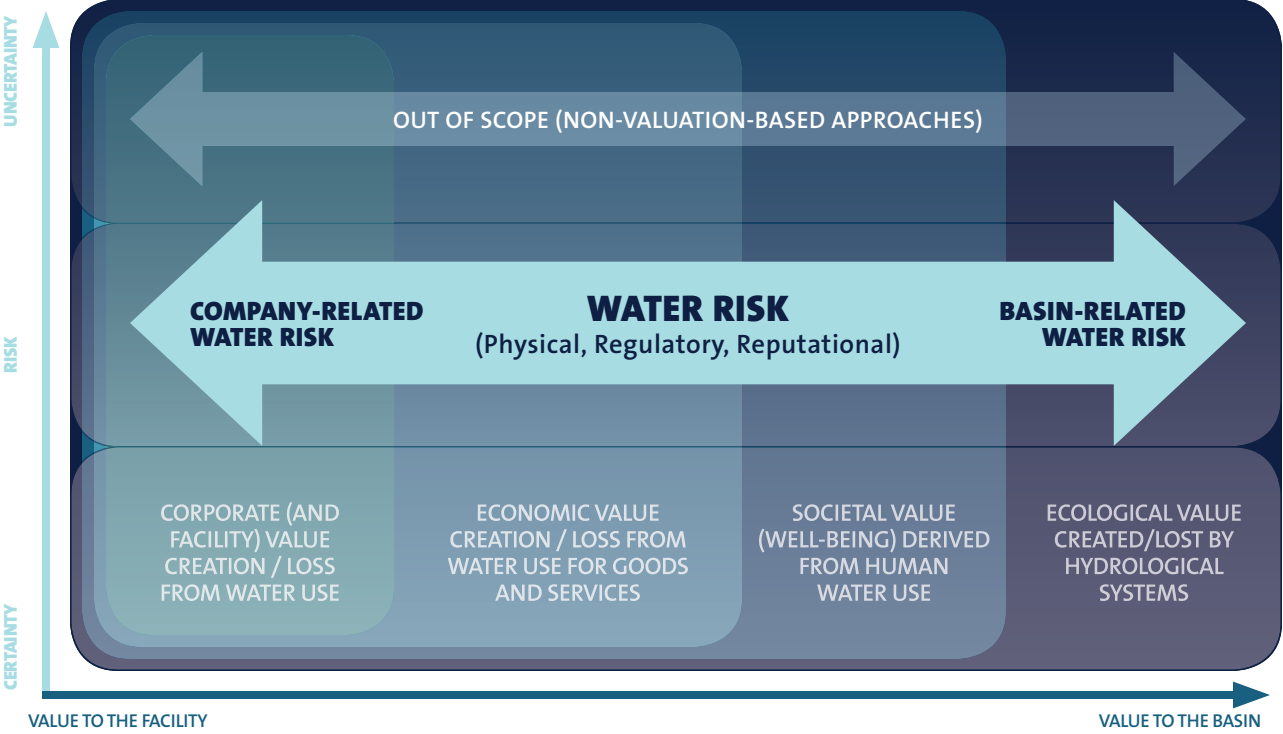 UNCERTAINTY
OUT OF SCOPE (NON-VALUATION-BASED APPROACHES)
RISK
COMPANY-RELATED
WATER RISK
WATER RISK
(Physical, Regulatory, Reputational)
BASIN-RELATED
WATER RISK
CERTAINTY
CORPORATE (AND
FACILITY) VALUE
CREATION / LOSS
FROM WATER USE
ECONOMIC VALUE
CREATION / LOSS FROM
WATER USE FOR GOODS
AND SERVICES
SOCIETAL VALUE
(WELL-BEING) DERIVED
FROM HUMAN
WATER USE
ECOLOGICAL VALUE
CREATED/LOST BY
HYDROLOGICAL
SYSTEMS
VALUE TO THE FACILITY
VALUE TO THE BASIN